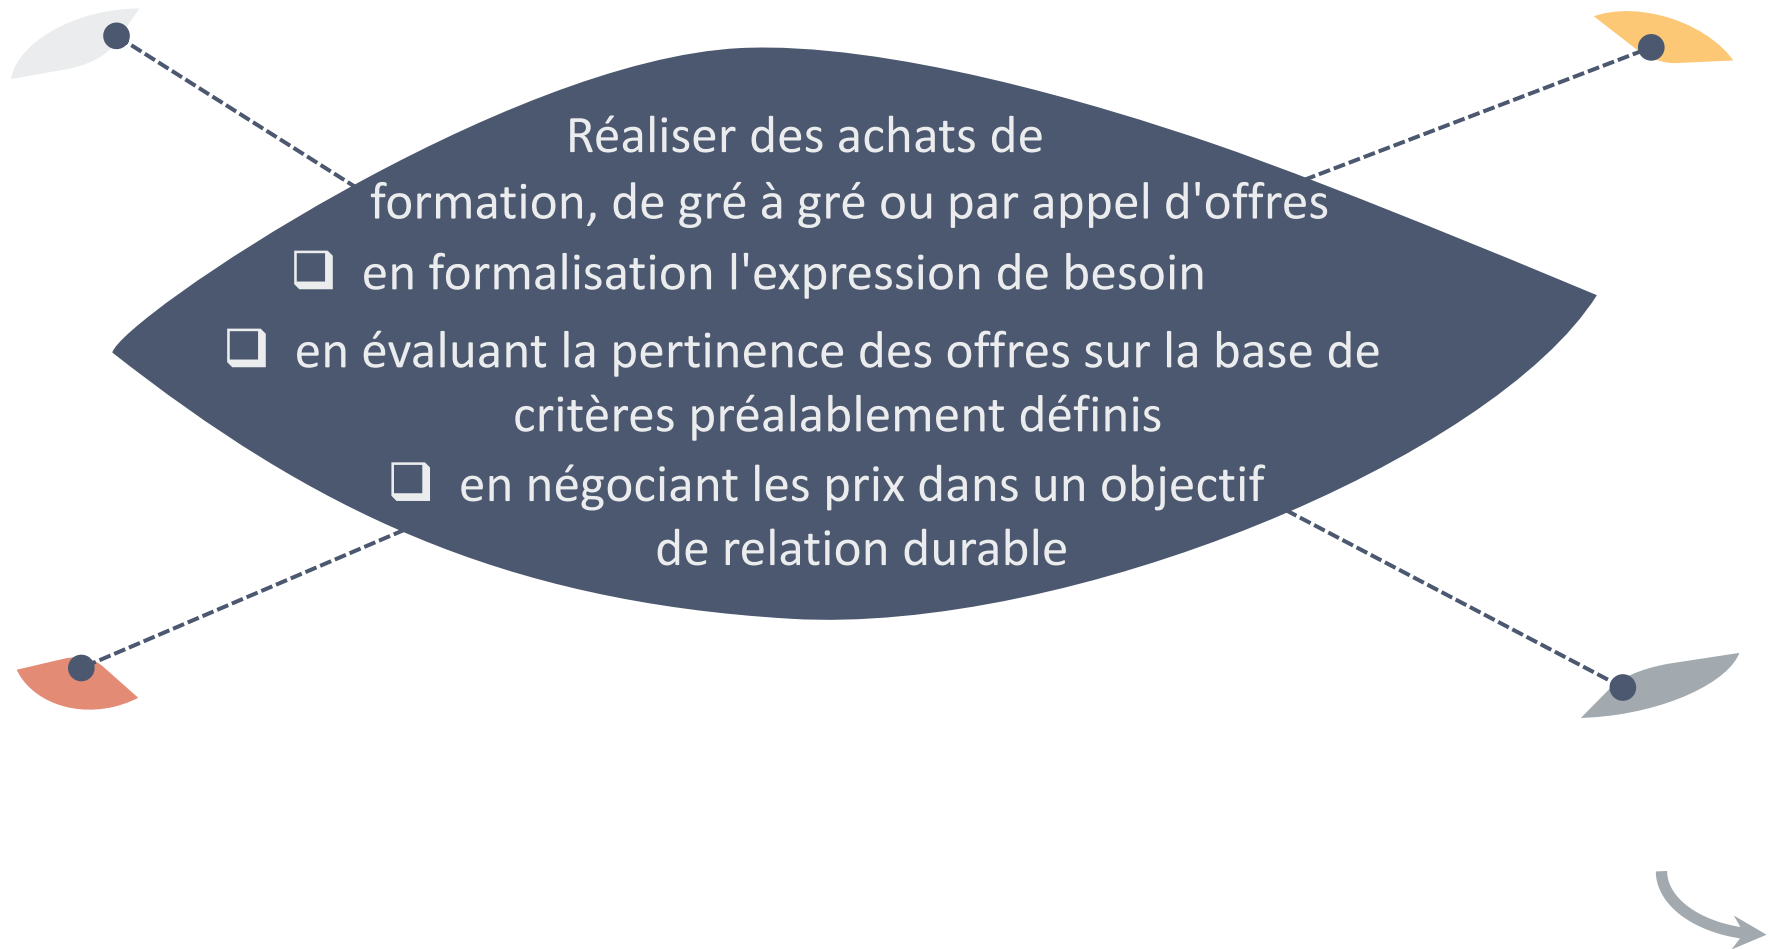 Réaliser des achats de
formation, de gré à gré ou par appel d'offres
❑ en formalisation l'expression de besoin
❑ en évaluant la pertinence des offres sur la base de
critères préalablement définis
❑ en négociant les prix dans un objectif
de relation durable